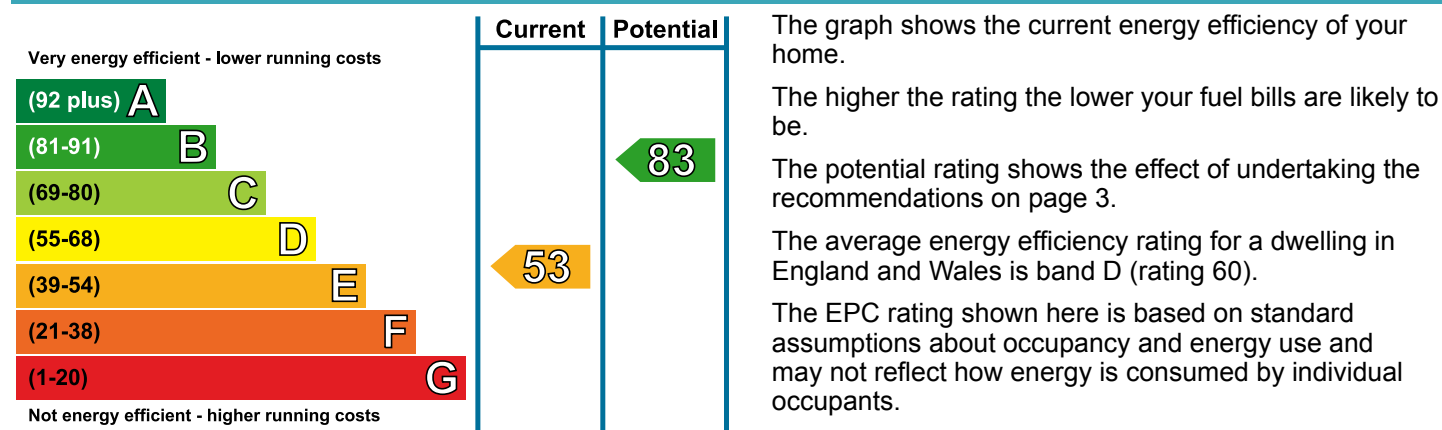 Current Potential
Very energy efficient - lower running costs
(92 plus) A
(81-91) B
(69-80) C
(55-68) D
(39-54) E
(21-38) F
(1-20) G
Not energy efficient - higher running costs
83
53
The graph shows the current energy efficiency of your
home.
The higher the rating the lower your fuel bills are likely to
be.
The potential rating shows the effect of undertaking the
recommendations on page 3.
The average energy efficiency rating for a dwelling in
England and Wales is band D (rating 60).
The EPC rating shown here is based on standard
assumptions about occupancy and energy use and
may not reflect how energy is consumed by individual
occupants.